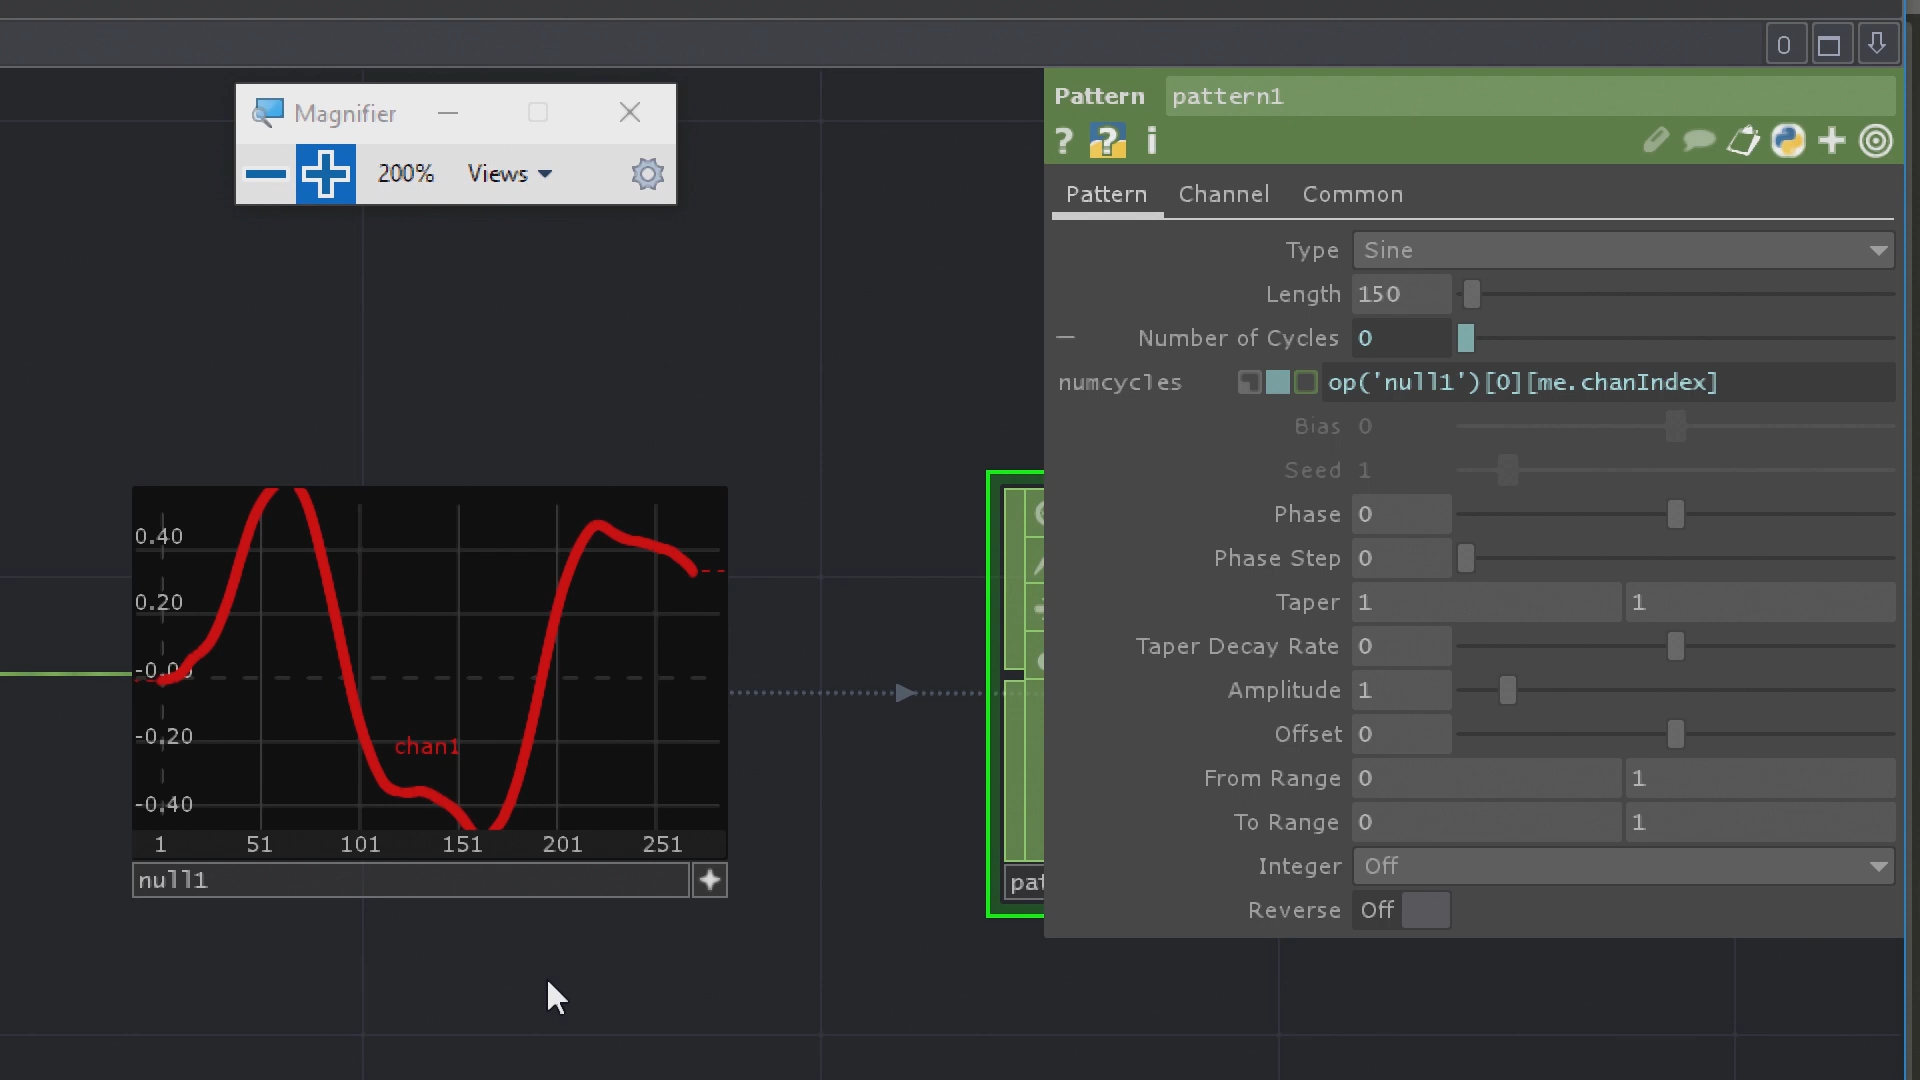 0
Magnifier
200% Views
Pattern pattern1
? ? i
Pattern Channel Common
Type Sine
Length 150
Number of Cycles 0
numcycles op('null1')[0][me.chanIndex]
Bias 0
Seed 1
Phase 0
Phase Step 0
Taper 1 1
Taper Decay Rate 0
Amplitude 1
Offset 0
From Range 0 1
To Range 0 1
Integer Off
Reverse Off
0.40
0.20
-0.00
-0.20
-0.40
chan1
1 51 101 151 201 251
null1
pat